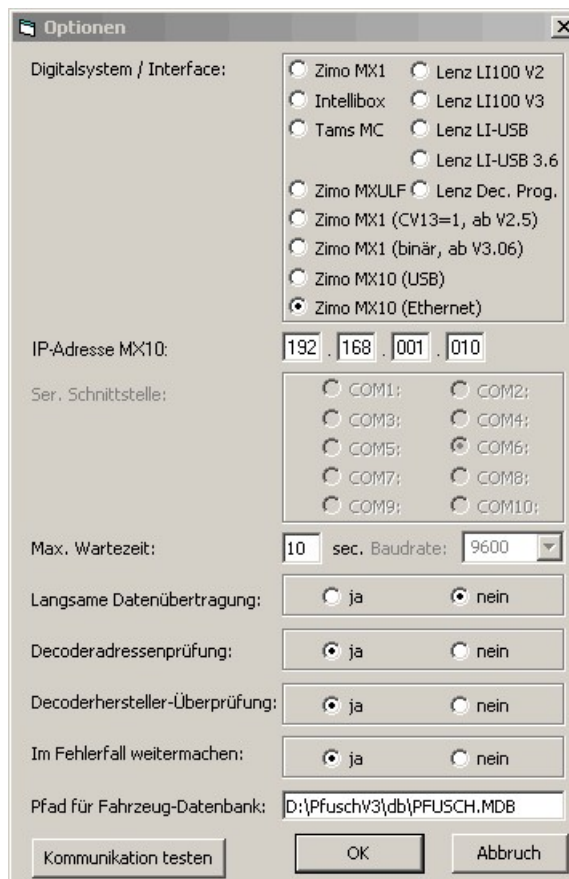 Optionen
Digitalsystem / Interface:
Zimo MX1 Lenz LI100 V2
Intellibox Lenz LI100 V3
Tams MC Lenz LI-USB
Lenz LI-USB 3.6
Zimo MXULF Lenz Dec. Prog.
Zimo MX1 (CV13=1, ab V2.5)
Zimo MX1 (binär, ab V3.06)
Zimo MX10 (USB)
Zimo MX10 (Ethernet)
IP-Adresse MX10: 192 . 168 . 001 . 010
Ser. Schnittstelle:
COM1: COM2:
COM3: COM4:
COM5: COM6:
COM7: COM8:
COM9: COM10:
Max. Wartezeit: 10 sec. Baudrate: 9600
Langsame Datenübertragung: ja nein
Decoderadressenprüfung: ja nein
Decoderhersteller-Überprüfung: ja nein
Im Fehlerfall weitermachen: ja nein
Pfad für Fahrzeug-Datenbank: D:\PfuschV3\db\PFUSCH.MDB
Kommunikation testen OK Abbruch